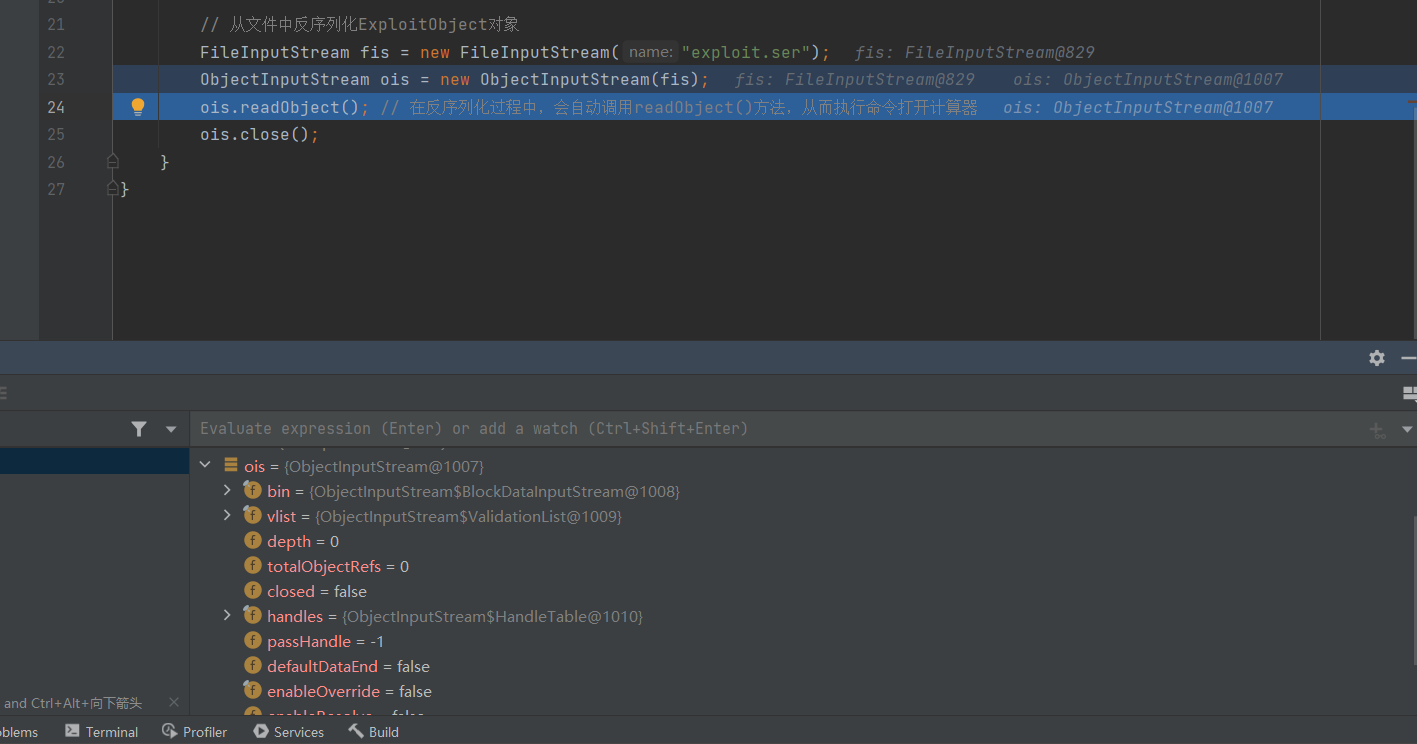 21 // 从文件中反序列化ExploitObject对象
22 FileInputStream fis = new FileInputStream( name: "exploit.ser"); fis: FileInputStream@829
23 ObjectInputStream ois = new ObjectInputStream(fis); fis: FileInputStream@829 ois: ObjectInputStream@1007
24 ois.readObject(); // 在反序列化过程中，会自动调用readObject()方法，从而执行命令打开计算器 ois: ObjectInputStream@1007
25 ois.close();
26 }
27 }
Evaluate expression (Enter) or add a watch (Ctrl+Shift+Enter)
ois = {ObjectInputStream@1007}
f bin = {ObjectInputStream$BlockDataInputStream@1008}
f vlist = {ObjectInputStream$ValidationList@1009}
f depth = 0
f totalObjectRefs = 0
f closed = false
f handles = {ObjectInputStream$HandleTable@1010}
f passHandle = -1
f defaultDataEnd = false
f enableOverride = false
and Ctrl+Alt+向下箭头
oblems Terminal Profiler Services Build